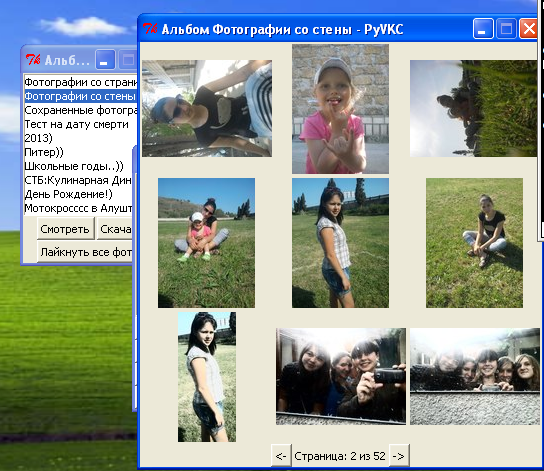 Альбом Фотографии со стены - PyVKC
Альб...
Фотографии со страни
Фотографии со стены
Сохраненные фотогра
Тест на дату смерти
2013)
Питер))
Школьные годы..))
СТБ:Кулинарная Дин
День Рождение!)
Мотокросссс в Алушт
Смотреть
Скача
Лайкнуть все фот
<- Страница: 2 из 52 ->